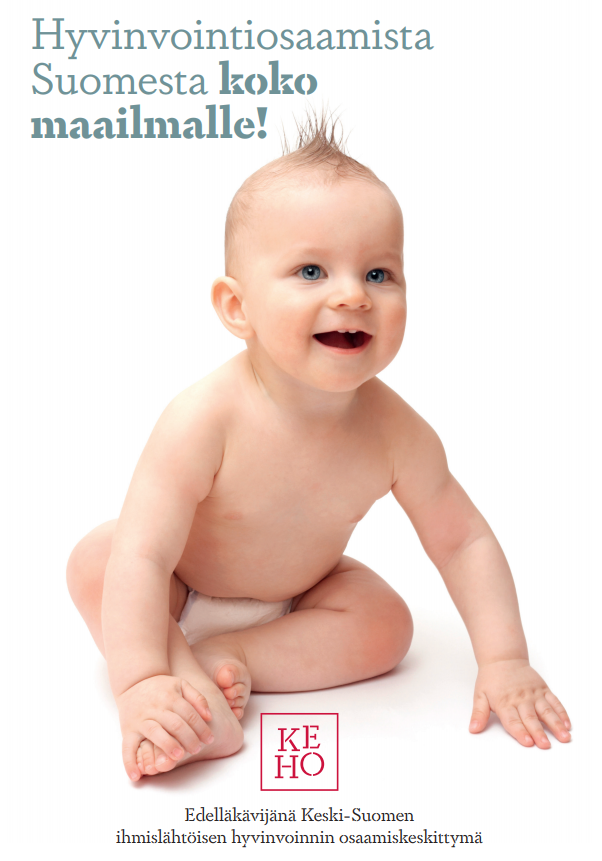 Hyvinvointiosaamista
Suomesta koko
maailmalle!
KE
HO
Edelläkävijänä Keski-Suomen
ihmislähtöisen hyvinvoinnin osaamiskeskittymä